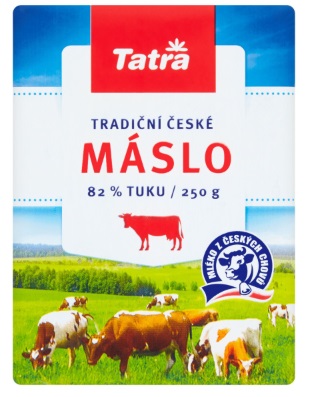 Tatra
TRADIČNÍ ČESKÉ
MÁSLO
82 % TUKU / 250 g
MLÉKO Z ČESKÝCH CHOVŮ